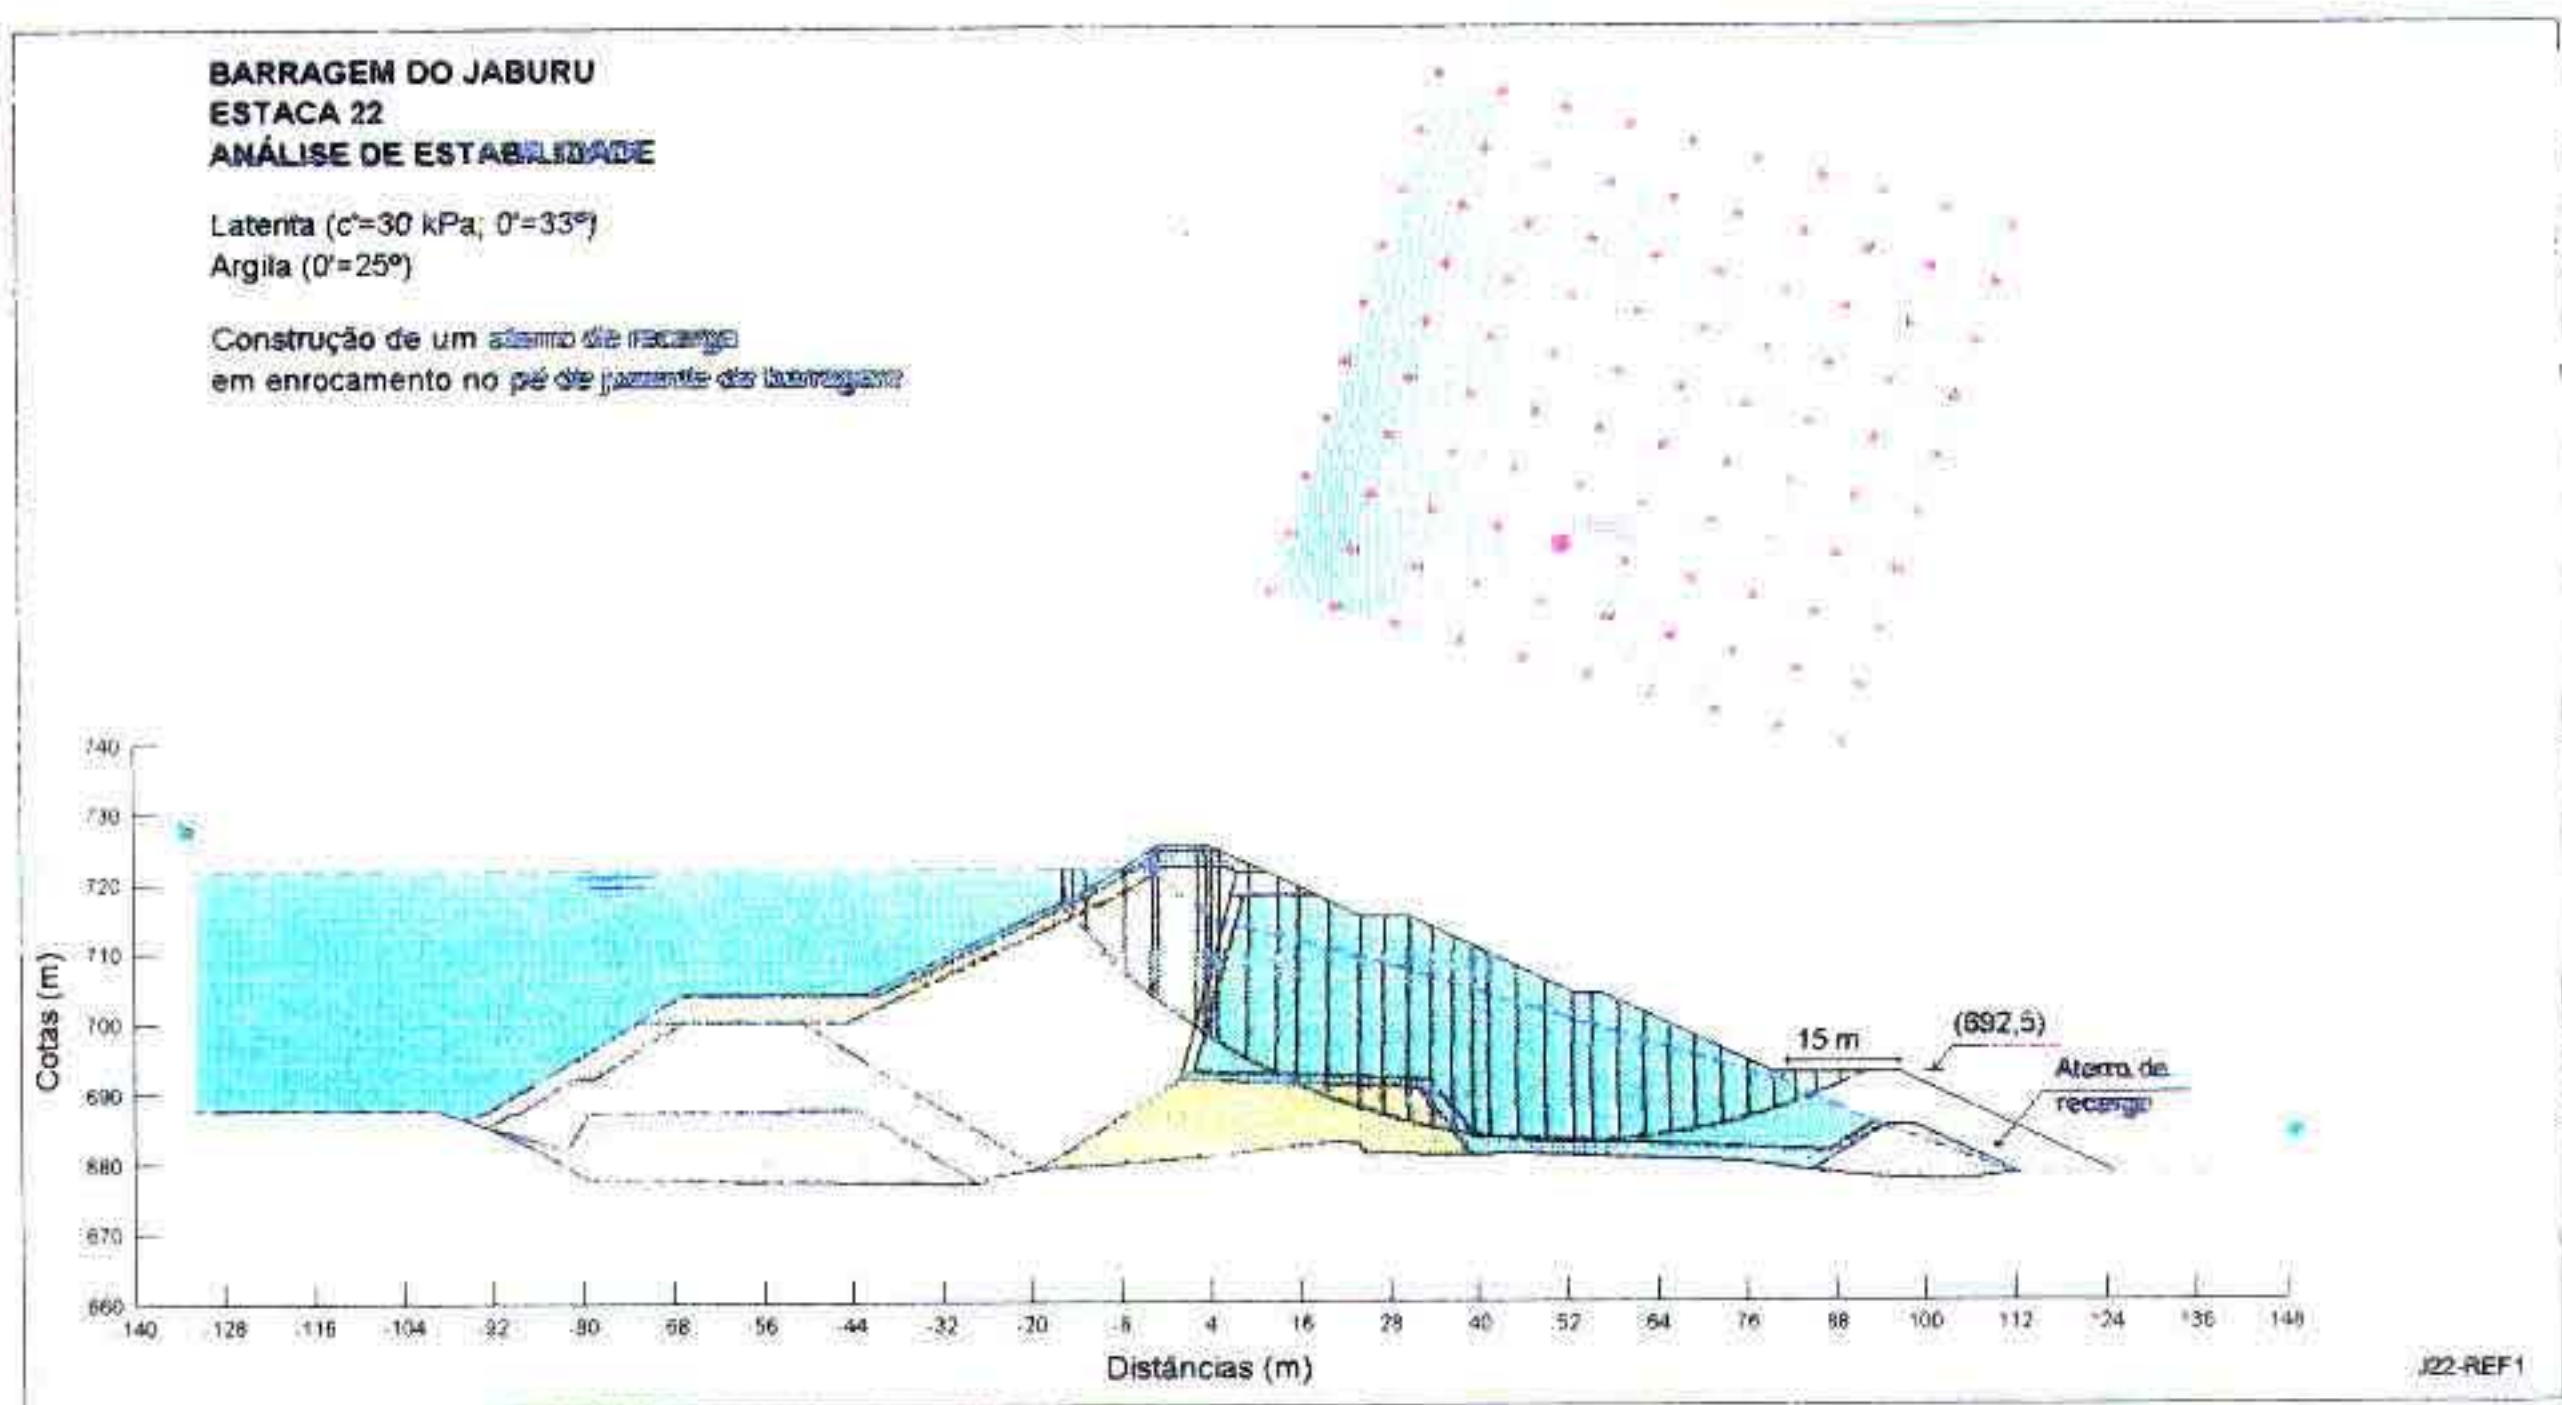 BARRAGEM DO JABURU
ESTACA 22
ANÁLISE DE ESTABILIDADE
Laterita (c'=30 kPa; 0'=33º)
Argila (0'=25º)
Construção de um aterro de recarga
em enrocamento no pé de jusante da barragem
740
730
720
710
700
690
680
670
660
Cotas (m)
15 m
(692,5)
Aterro de
recarga
140 -128 -116 -104 -92 -80 -68 -56 -44 -32 -20 -8 4 16 28 40 52 64 76 88 100 112 124 136 148
Distâncias (m)
J22-REF1